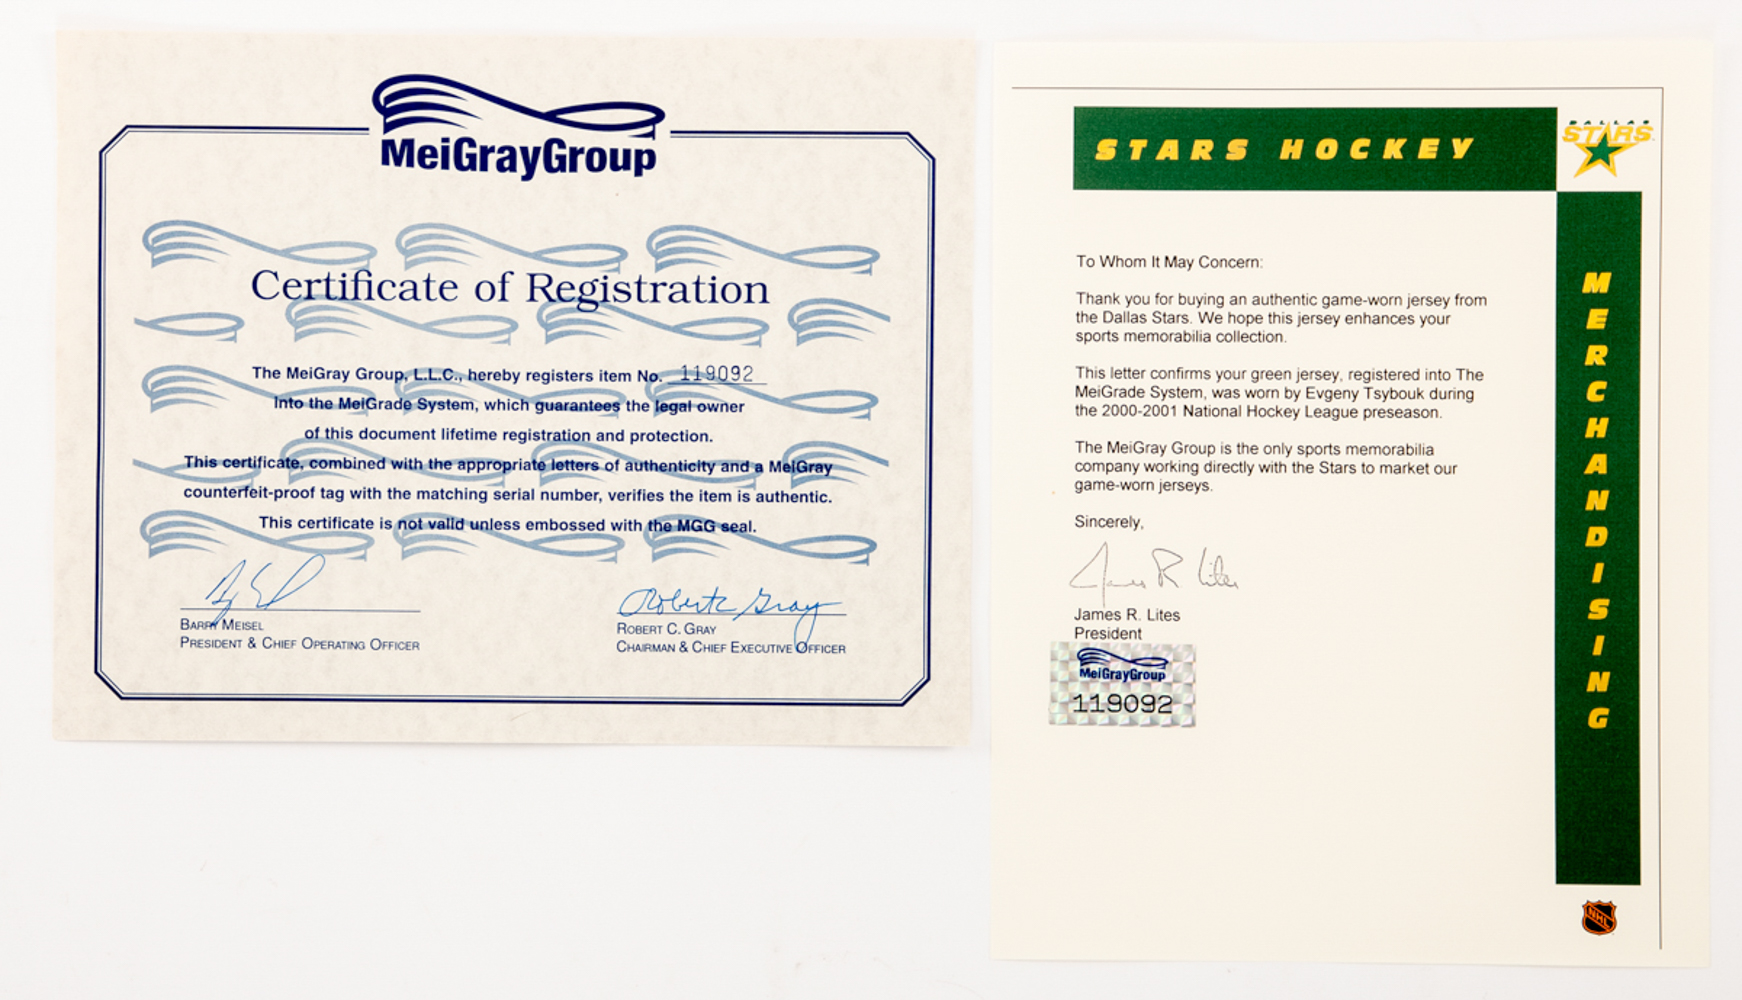 MeiGrayGroup
Certificate of Registration
The MeiGray Group, L.L.C., hereby registers item No. 119092
into the MeiGrade System, which guarantees the legal owner
of this document lifetime registration and protection.
This certificate, combined with the appropriate letters of authenticity and a MeiGray
counterfeit-proof tag with the matching serial number, verifies the item is authentic.
This certificate is not valid unless embossed with the MGG seal.
BARRY MEISEL
PRESIDENT & CHIEF OPERATING OFFICER
Robert C Gray
ROBERT C. GRAY
CHAIRMAN & CHIEF EXECUTIVE OFFICER
STARS HOCKEY
DALLAS
STARS
MERCHANDISING
To Whom It May Concern:
Thank you for buying an authentic game-worn jersey from
the Dallas Stars. We hope this jersey enhances your
sports memorabilia collection.
This letter confirms your green jersey, registered into The
MeiGrade System, was worn by Evgeny Tsybouk during
the 2000-2001 National Hockey League preseason.
The MeiGray Group is the only sports memorabilia
company working directly with the Stars to market our
game-worn jerseys.
Sincerely,
James R Lites
James R. Lites
President
MeiGrayGroup
119092
NHL